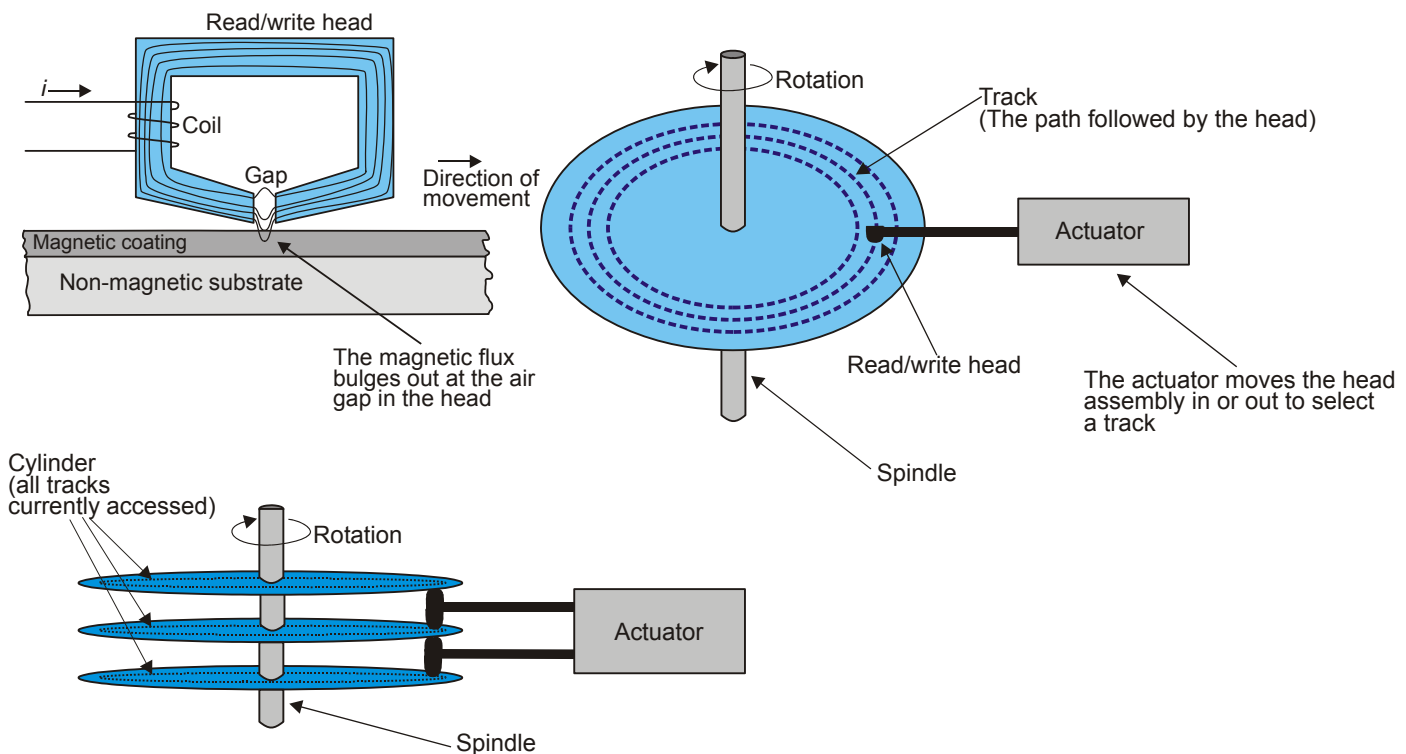 Read/write head
i
Coil
Gap
Direction of
movement
Magnetic coating
Non-magnetic substrate
The magnetic flux
bulges out at the air
gap in the head
Rotation
Track
(The path followed by the head)
Actuator
Read/write head
The actuator moves the head
assembly in or out to select
a track
Spindle
Cylinder
(all tracks
currently accessed)
Rotation
Actuator
Spindle